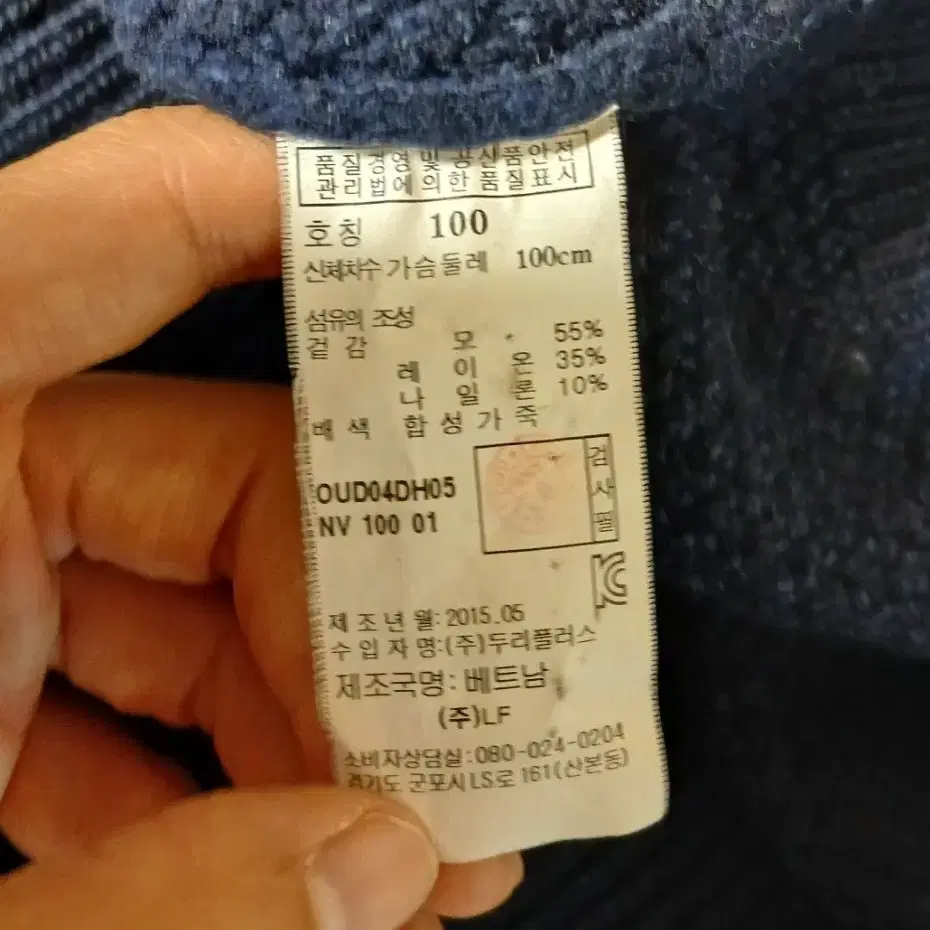 품질경영 및 공산품안전
관리법에 의한 품질표시
호칭 100
신체치수 가슴둘레 100cm
섬유의 조성
겉감 모 55%
레이온 35%
나일론 10%
배색 합성가죽
OUD04DH05
NV 100 01
검사필
KC
제조년월: 2015.05
수입자명:(주)두리플러스
제조국명: 베트남
(주)LF
소비자상담실: 080-024-0204
경기도 군포시 LS로 161(산본동)